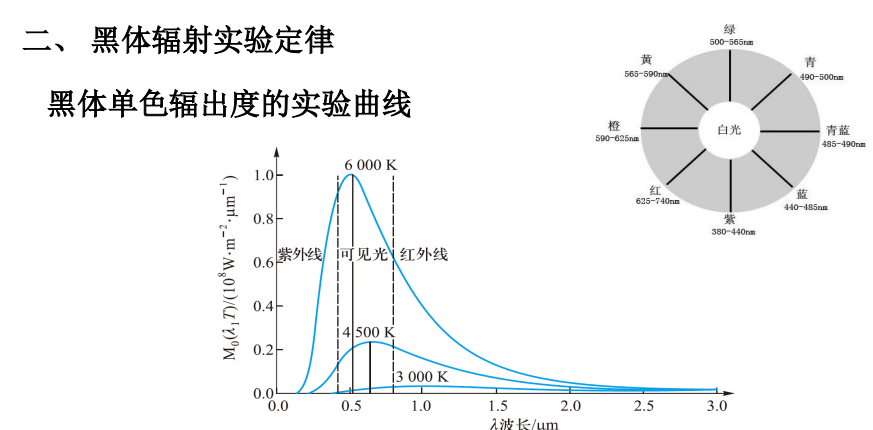 二、 黑体辐射实验定律
黑体单色辐出度的实验曲线
绿
500-565nm
黄
565-590nm
青
490-500nm
橙
590-625nm
白光
青蓝
485-490nm
红
625-740nm
蓝
440-485nm
紫
380-440nm
M₀(λ₁T)/(10⁸W·m⁻²·μm⁻¹)
6 000 K
1.0
0.8
0.6
紫外线
可见光
红外线
0.4
4 500 K
0.2
3 000 K
0.0
0.0
0.5
1.0
1.5
2.0
2.5
3.0
λ波长/μm